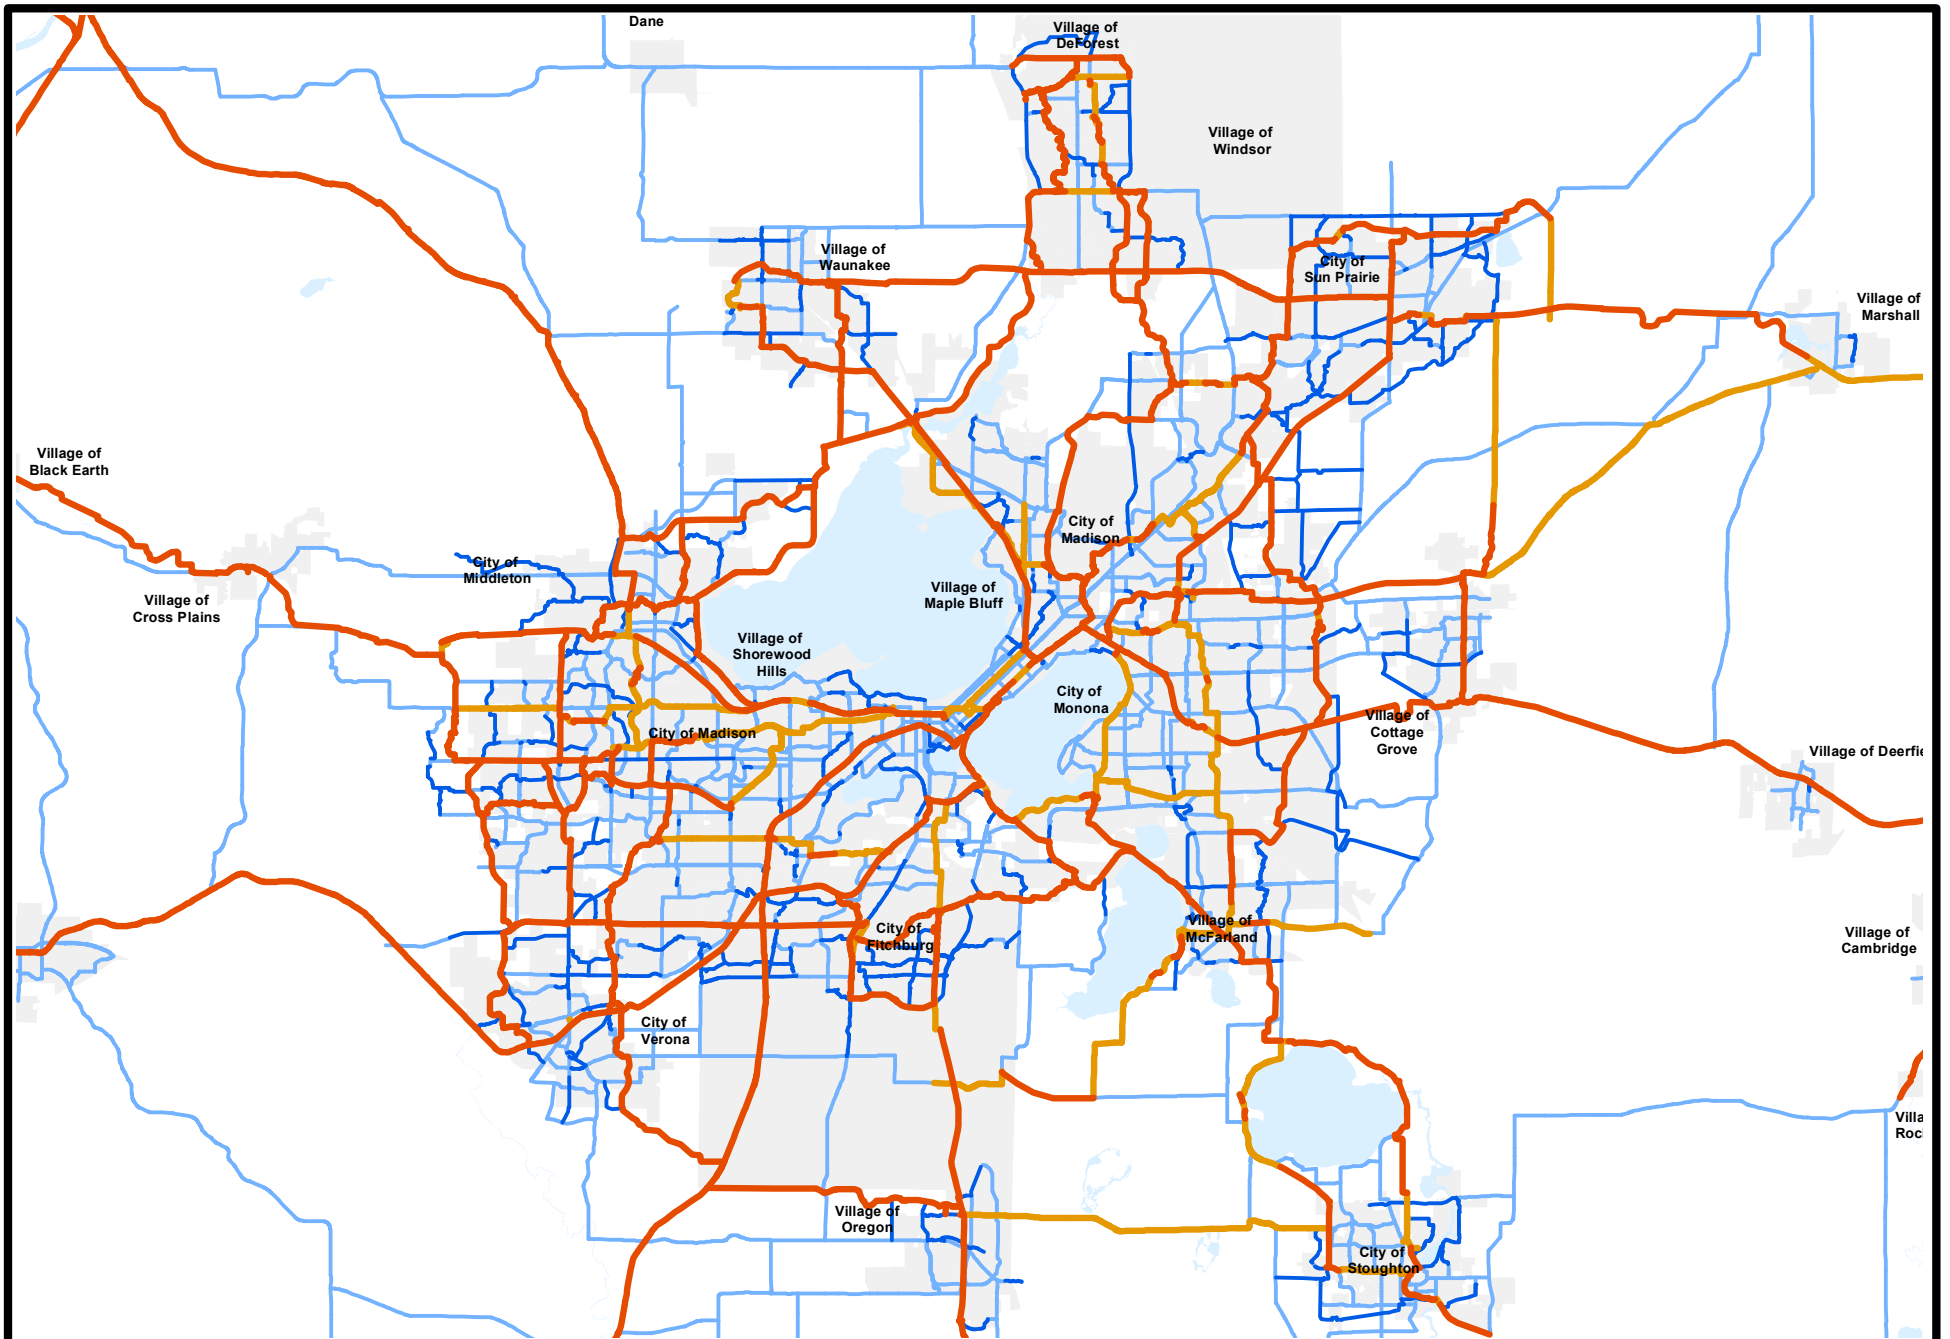 Dane
Village of
DeForest
Village of
Windsor
Village of
Waunakee
City of
Sun Prairie
Village of
Marshall
Village of
Black Earth
City of
Madison
City of
Middleton
Village of
Maple Bluff
Village of
Cross Plains
Village of
Shorewood
Hills
City of
Monona
City of Madison
Village of
Cottage
Grove
Village of Deerfie
City of
Fitchburg
Village of
McFarland
Village of
Cambridge
City of
Verona
Villa
Roc
Village of
Oregon
City of
Stoughton